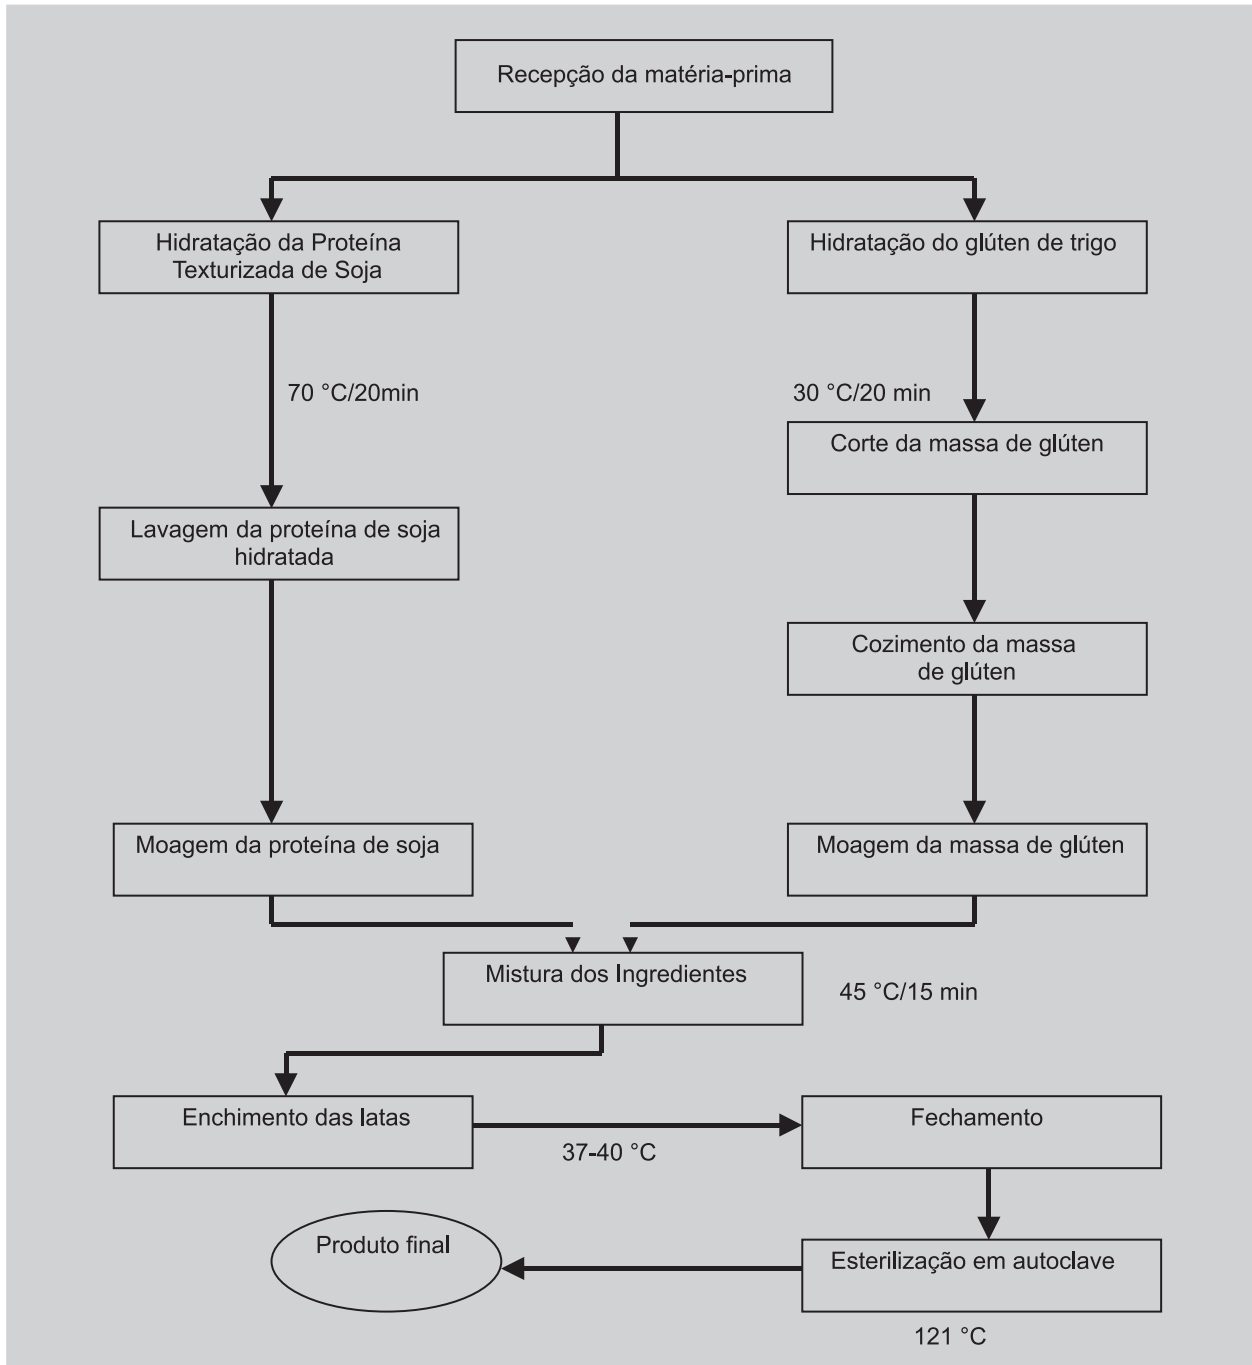 Recepção da matéria-prima
Hidratação da Proteína
Texturizada de Soja
Hidratação do glúten de trigo
70 °C/20min
30 °C/20 min
Corte da massa de glúten
Lavagem da proteína de soja
hidratada
Cozimento da massa
de glúten
Moagem da proteína de soja
Moagem da massa de glúten
Mistura dos Ingredientes
45 °C/15 min
Enchimento das latas
Fechamento
37-40 °C
Produto final
Esterilização em autoclave
121 °C